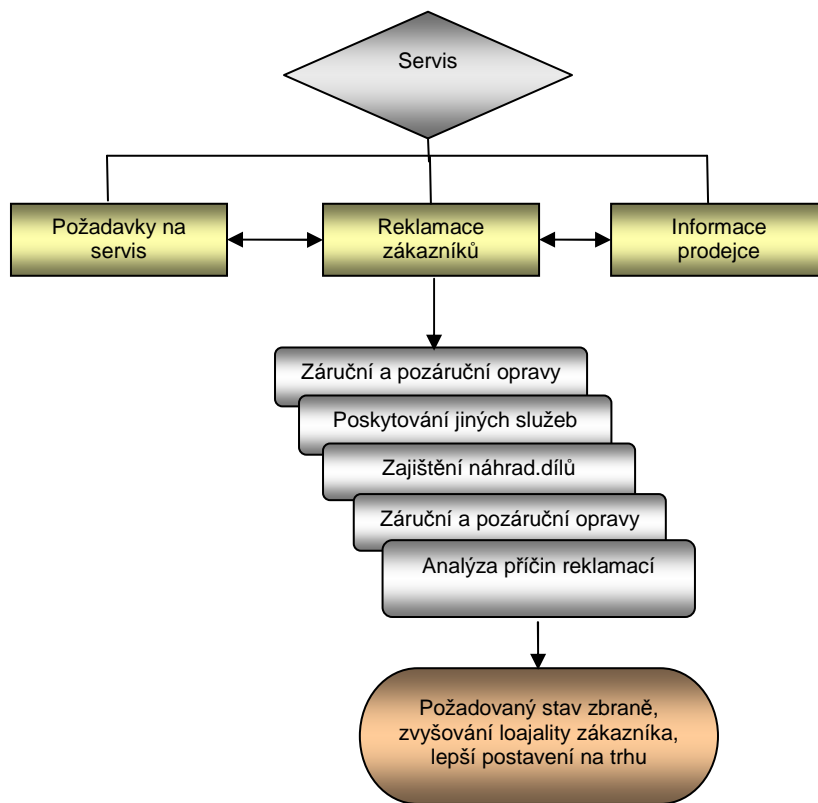 Servis
Požadavky na
servis
Reklamace
zákazníků
Informace
prodejce
Záruční a pozáruční opravy
Poskytování jiných služeb
Zajištění náhrad.dílů
Záruční a pozáruční opravy
Analýza příčin reklamací
Požadovaný stav zbraně,
zvyšování loajality zákazníka,
lepší postavení na trhu